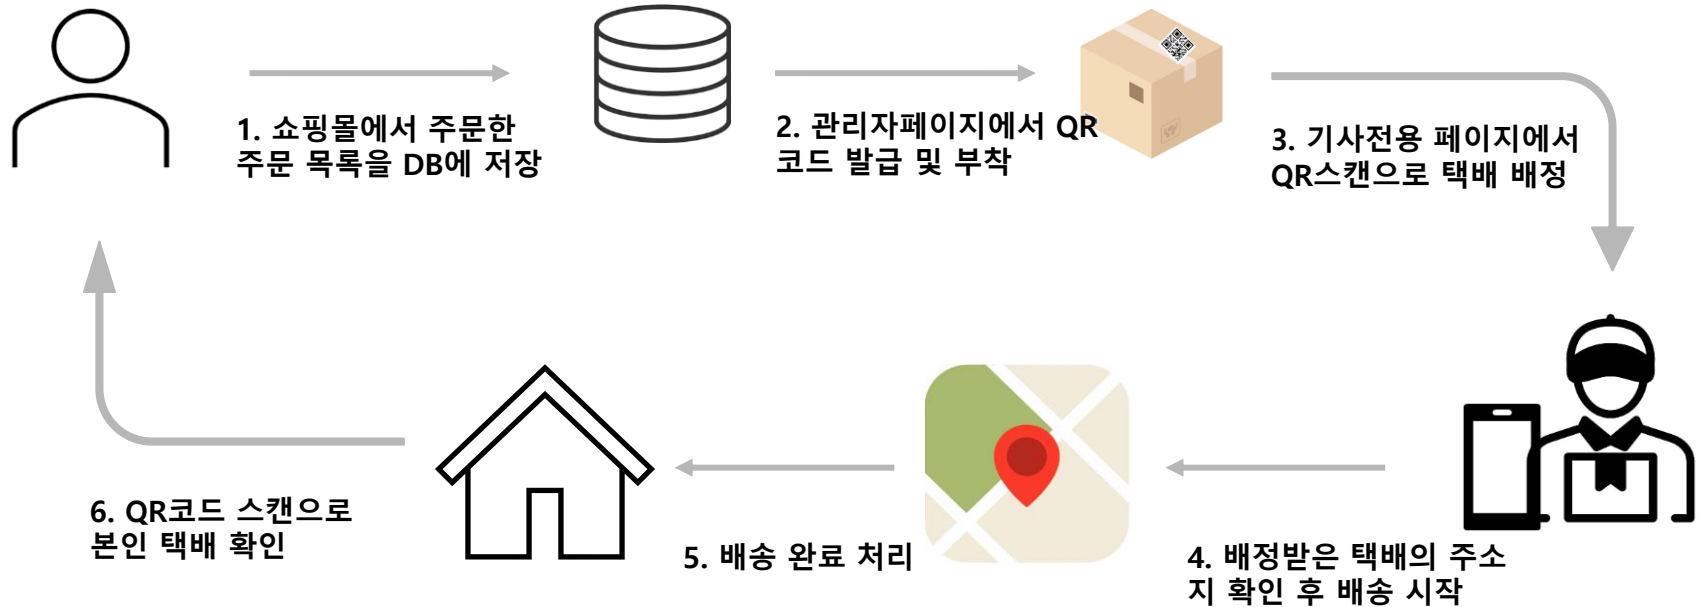 1. 쇼핑몰에서 주문한
주문 목록을 DB에 저장
2. 관리자페이지에서 QR
코드 발급 및 부착
3. 기사전용 페이지에서
QR스캔으로 택배 배정
4. 배정받은 택배의 주소
지 확인 후 배송 시작
5. 배송 완료 처리
6. QR코드 스캔으로
본인 택배 확인